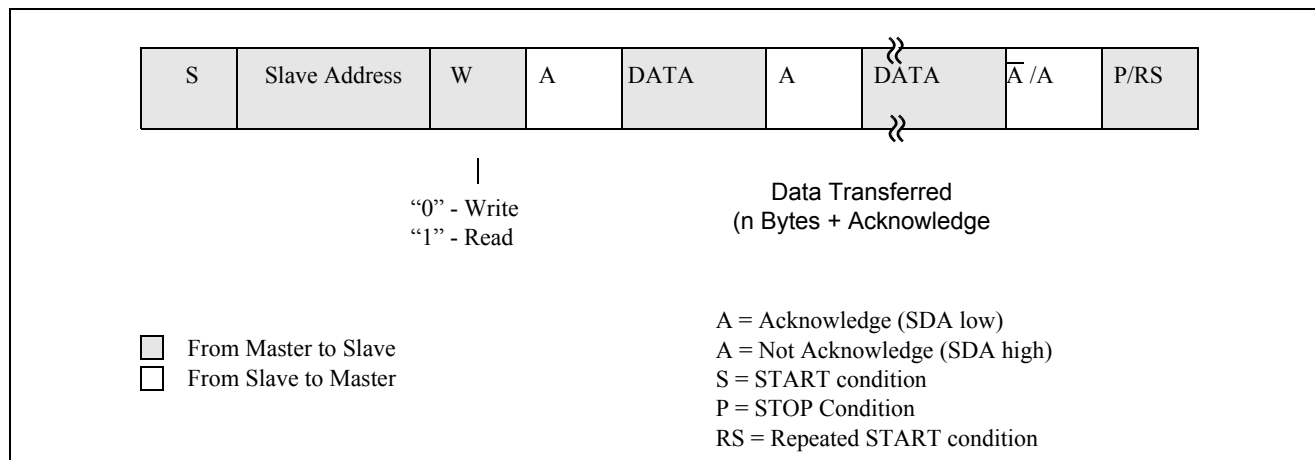 S Slave Address W A DATA A DATA A̅ /A P/RS
“0” - Write
“1” - Read
Data Transferred
(n Bytes + Acknowledge
From Master to Slave
From Slave to Master
A = Acknowledge (SDA low)
A = Not Acknowledge (SDA high)
S = START condition
P = STOP Condition
RS = Repeated START condition